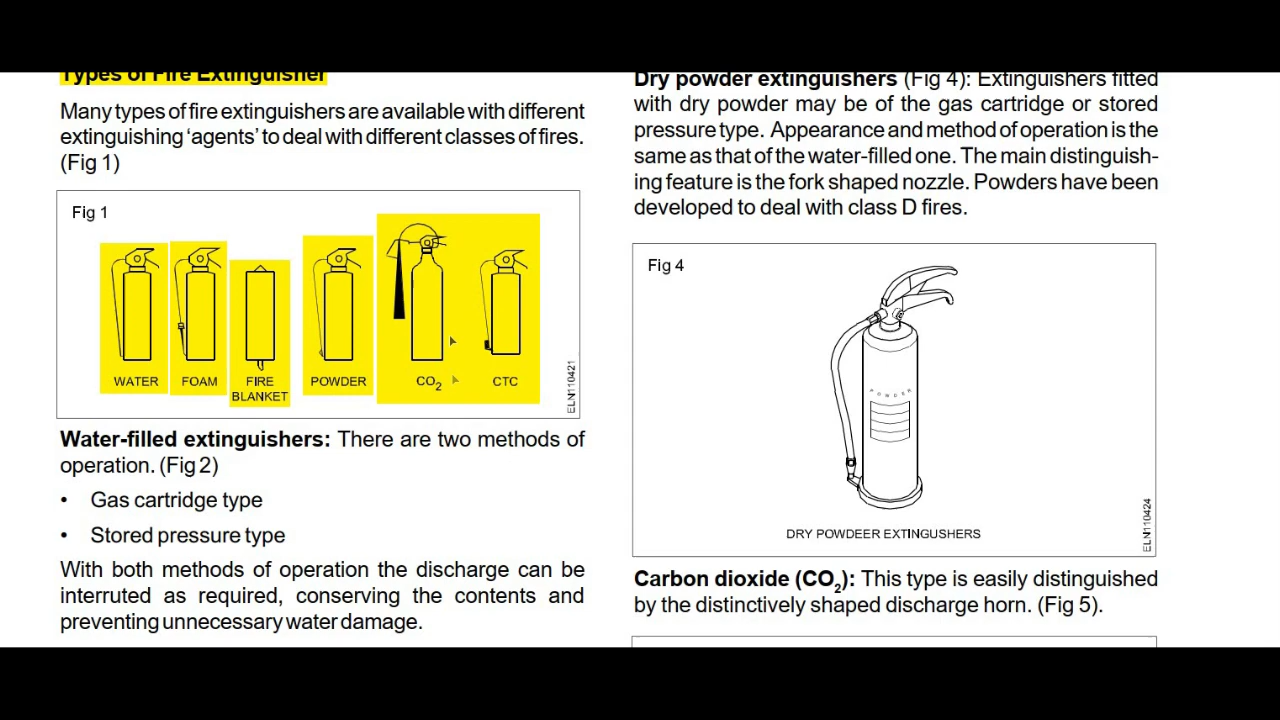 Types of Fire Extinguisher
Many types of fire extinguishers are available with different
extinguishing ‘agents’ to deal with different classes of fires.
(Fig 1)
Fig 1
WATER
FOAM
FIRE
BLANKET
POWDER
CO2
CTC
ELN110421
Water-filled extinguishers: There are two methods of
operation. (Fig 2)
• Gas cartridge type
• Stored pressure type
With both methods of operation the discharge can be
interruted as required, conserving the contents and
preventing unnecessary water damage.
Dry powder extinguishers (Fig 4): Extinguishers fitted
with dry powder may be of the gas cartridge or stored
pressure type. Appearance and method of operation is the
same as that of the water-filled one. The main distinguish-
ing feature is the fork shaped nozzle. Powders have been
developed to deal with class D fires.
Fig 4
POWDER
ELN110424
DRY POWDEER EXTINGUSHERS
Carbon dioxide (CO2): This type is easily distinguished
by the distinctively shaped discharge horn. (Fig 5).